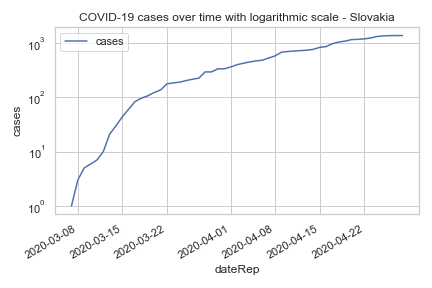 COVID-19 cases over time with logarithmic scale - Slovakia
cases
10³
10²
10¹
10⁰
cases
2020-03-08
2020-03-15
2020-03-22
2020-04-01
2020-04-08
2020-04-15
2020-04-22
dateRep